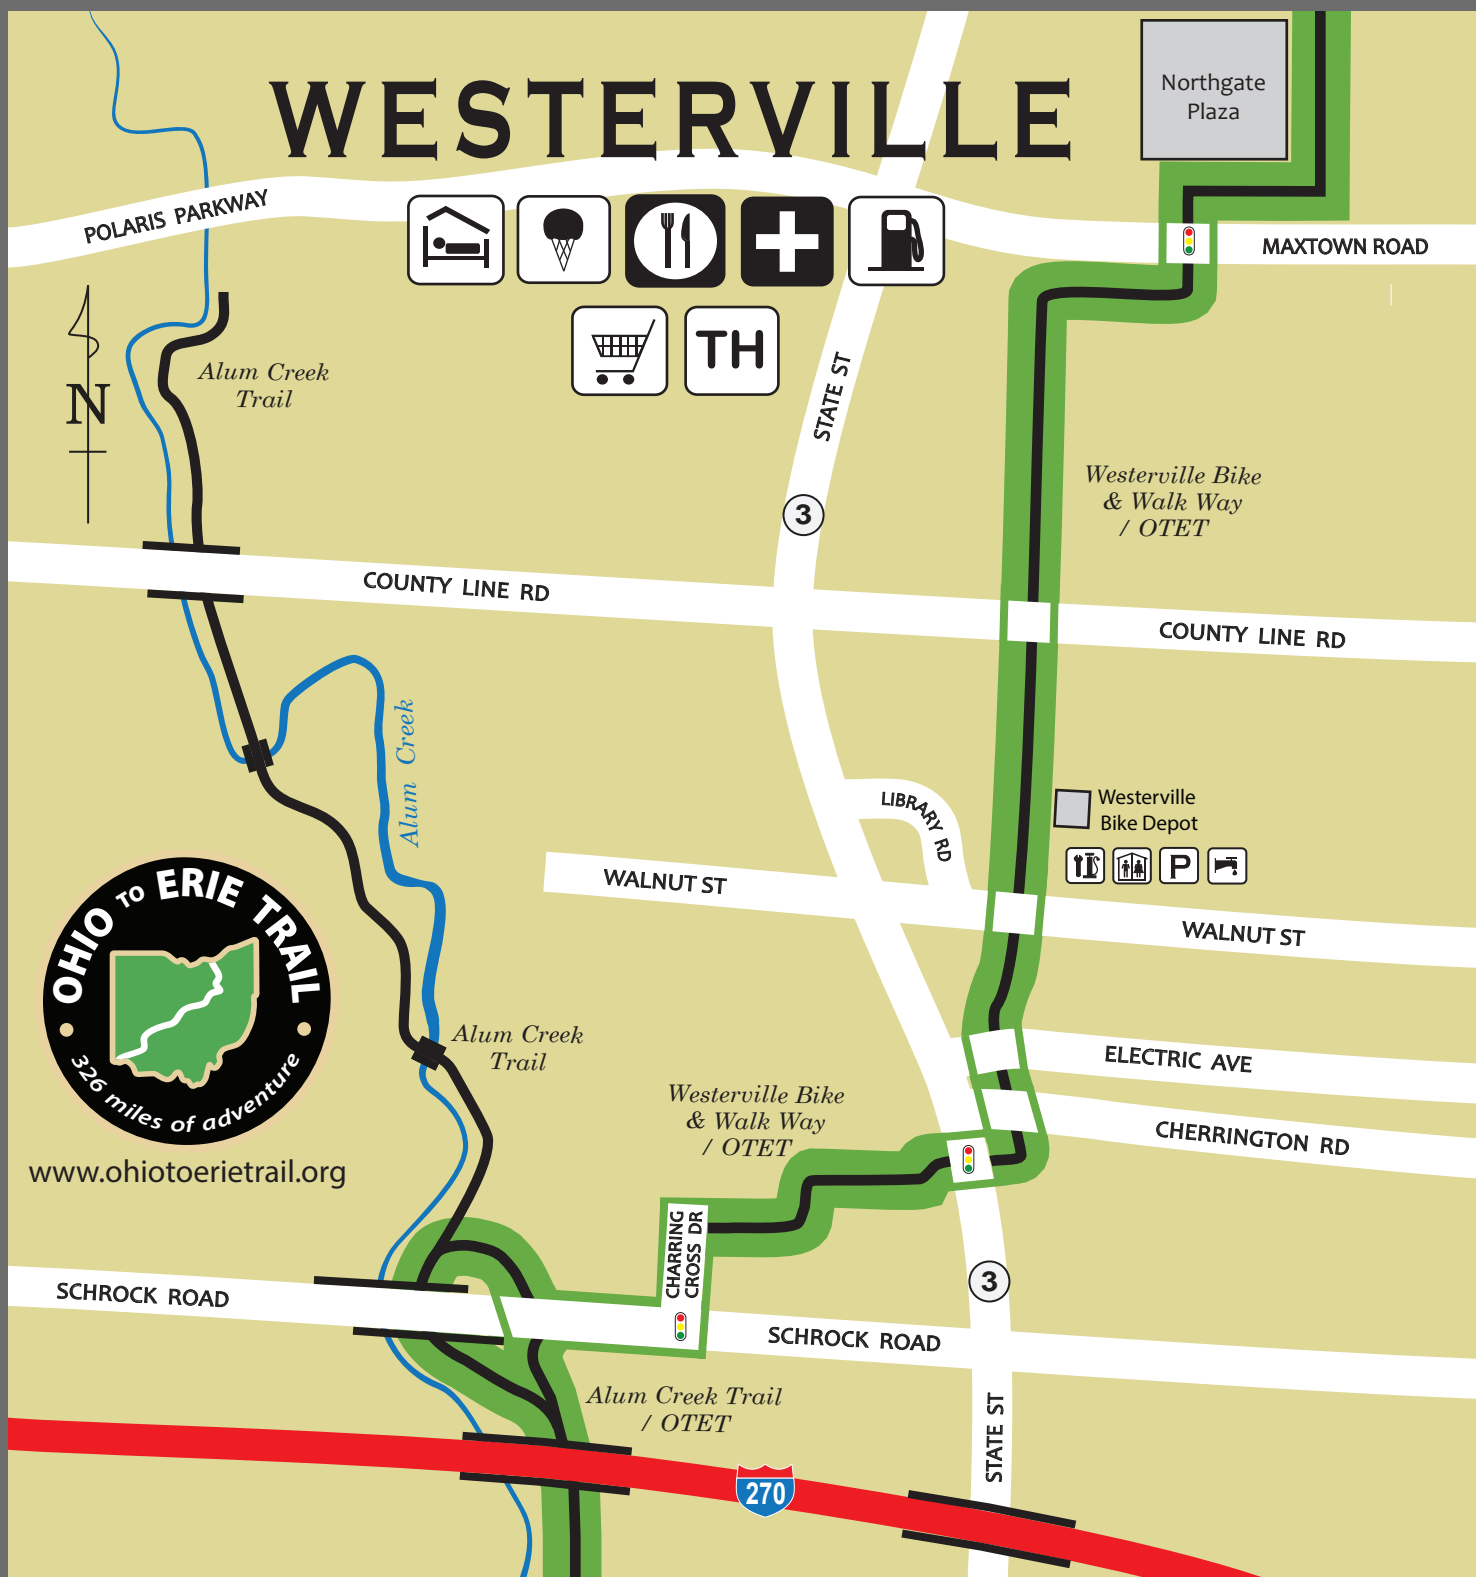 WESTERVILLE
Northgate
Plaza
POLARIS PARKWAY
MAXTOWN ROAD
TH
N
Alum Creek
Trail
STATE ST
3
Westerville Bike
& Walk Way
/ OTET
COUNTY LINE RD
COUNTY LINE RD
Alum Creek
LIBRARY RD
Westerville
Bike Depot
P
WALNUT ST
WALNUT ST
OHIO TO ERIE TRAIL
326 miles of adventure
www.ohiotoerietrail.org
Alum Creek
Trail
ELECTRIC AVE
CHERRINGTON RD
Westerville Bike
& Walk Way
/ OTET
CHARRING
CROSS DR
3
SCHROCK ROAD
SCHROCK ROAD
Alum Creek Trail
/ OTET
STATE ST
270